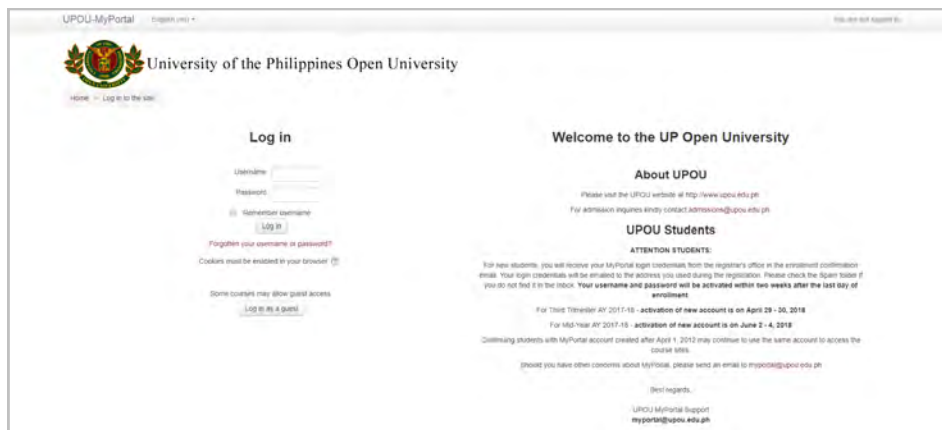 UPOU-MyPortal English (en)
You are not logged in.
University of the Philippines Open University
Home Log in to the site
Log in
Username
Password
Remember username
Log in
Forgotten your username or password?
Cookies must be enabled in your browser
Some courses may allow guest access
Log in as a guest
Welcome to the UP Open University
About UPOU
Please visit the UPOU website at http://www.upou.edu.ph
For admission inquiries kindly contact admissions@upou.edu.ph
UPOU Students
ATTENTION STUDENTS:
For new students, you will receive your MyPortal login credentials from the registrar's office in the enrollment confirmation
email. Your login credentials will be emailed to the address you used during the registration. Please check the Spam folder if
you do not find it in the Inbox. Your username and password will be activated within two weeks after the last day of
enrollment.
For Third Trimester AY 2017-18 - activation of new account is on April 29 - 30, 2018
For Mid-Year AY 2017-18 - activation of new account is on June 2 - 4, 2018
Continuing students with MyPortal account created after April 1, 2012 may continue to use the same account to access the
course sites.
Should you have other concerns about MyPortal, please send an email to myportal@upou.edu.ph
Best regards,
UPOU MyPortal Support
myportal@upou.edu.ph